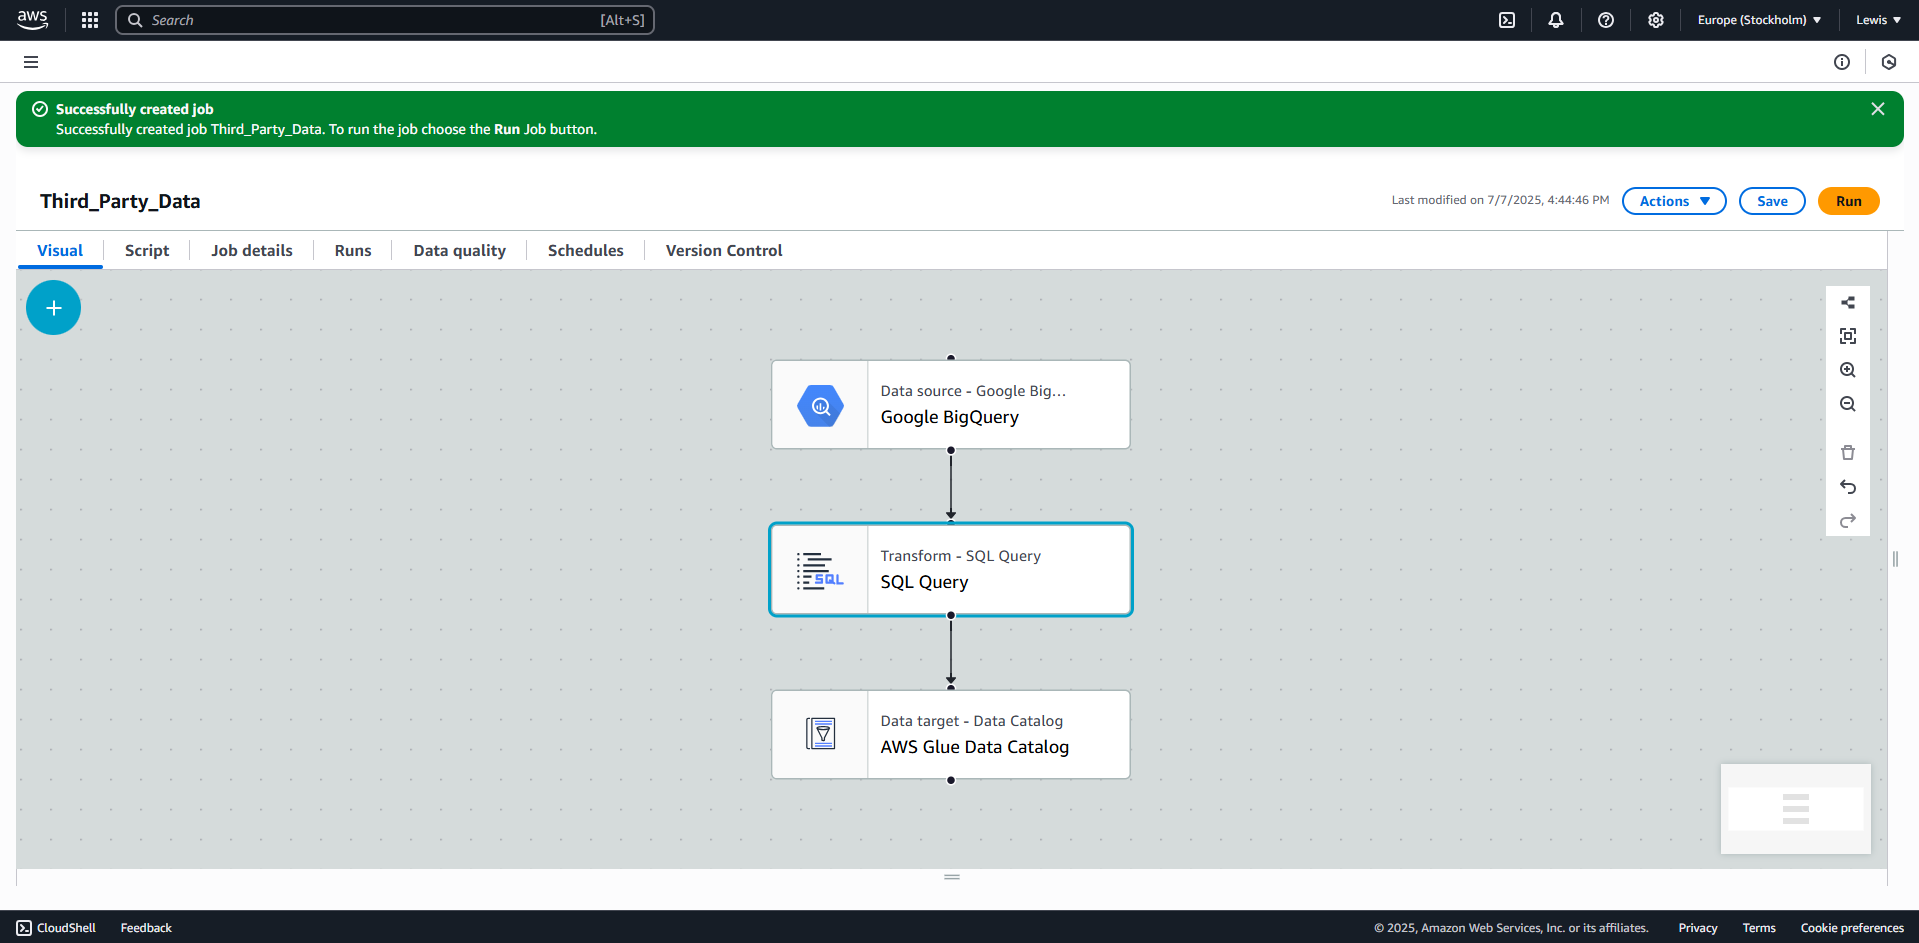 aws
Search [Alt+S]
Europe (Stockholm)
Lewis
Successfully created job
Successfully created job Third_Party_Data. To run the job choose the Run Job button.
Third_Party_Data
Last modified on 7/7/2025, 4:44:46 PM
Actions
Save
Run
Visual
Script
Job details
Runs
Data quality
Schedules
Version Control
Data source - Google Big...
Google BigQuery
Transform - SQL Query
SQL
SQL Query
Data target - Data Catalog
AWS Glue Data Catalog
CloudShell
Feedback
© 2025, Amazon Web Services, Inc. or its affiliates.
Privacy
Terms
Cookie preferences